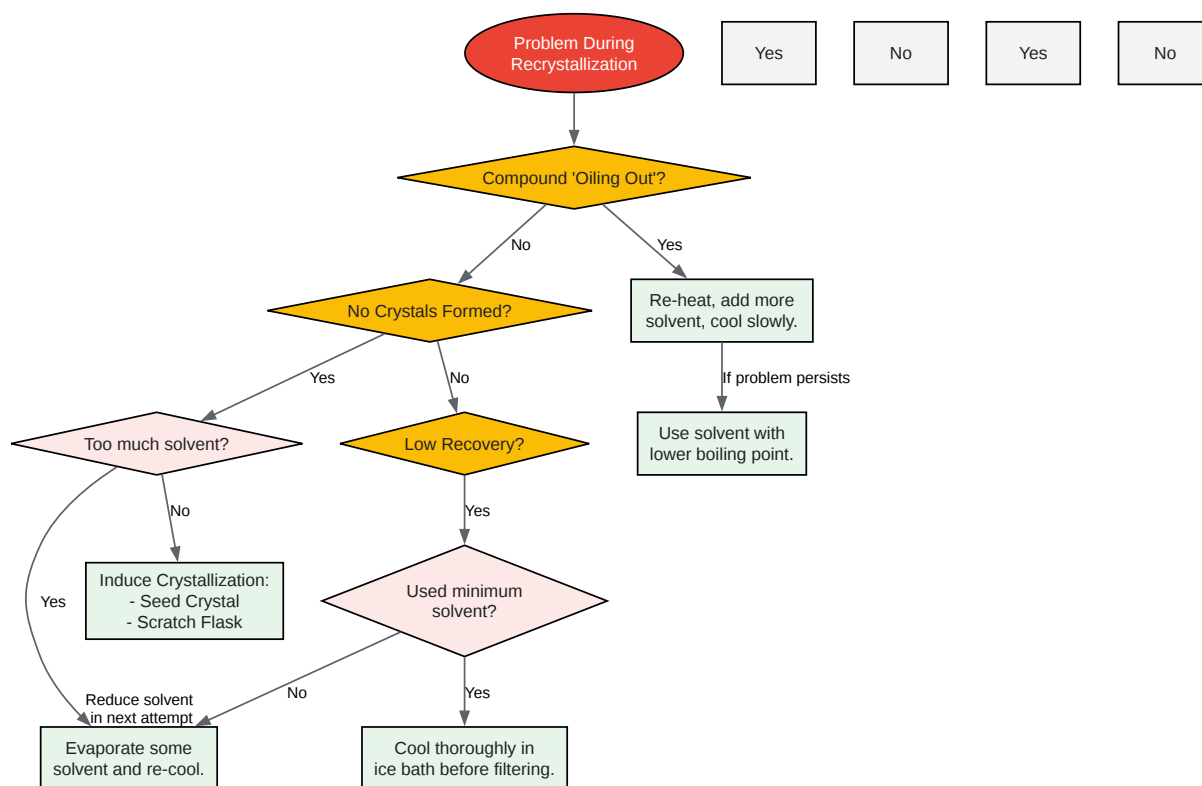 Problem During
Recrystallization
Yes
No
Yes
No
Compound 'Oiling Out'?
No
Yes
No Crystals Formed?
Re-heat, add more
solvent, cool slowly.
Yes
No
If problem persists
Too much solvent?
Low Recovery?
Use solvent with
lower boiling point.
No
Yes
Induce Crystallization:
- Seed Crystal
- Scratch Flask
Yes
Used minimum
solvent?
Reduce solvent
in next attempt
No
Yes
Evaporate some
solvent and re-cool.
Cool thoroughly in
ice bath before filtering.